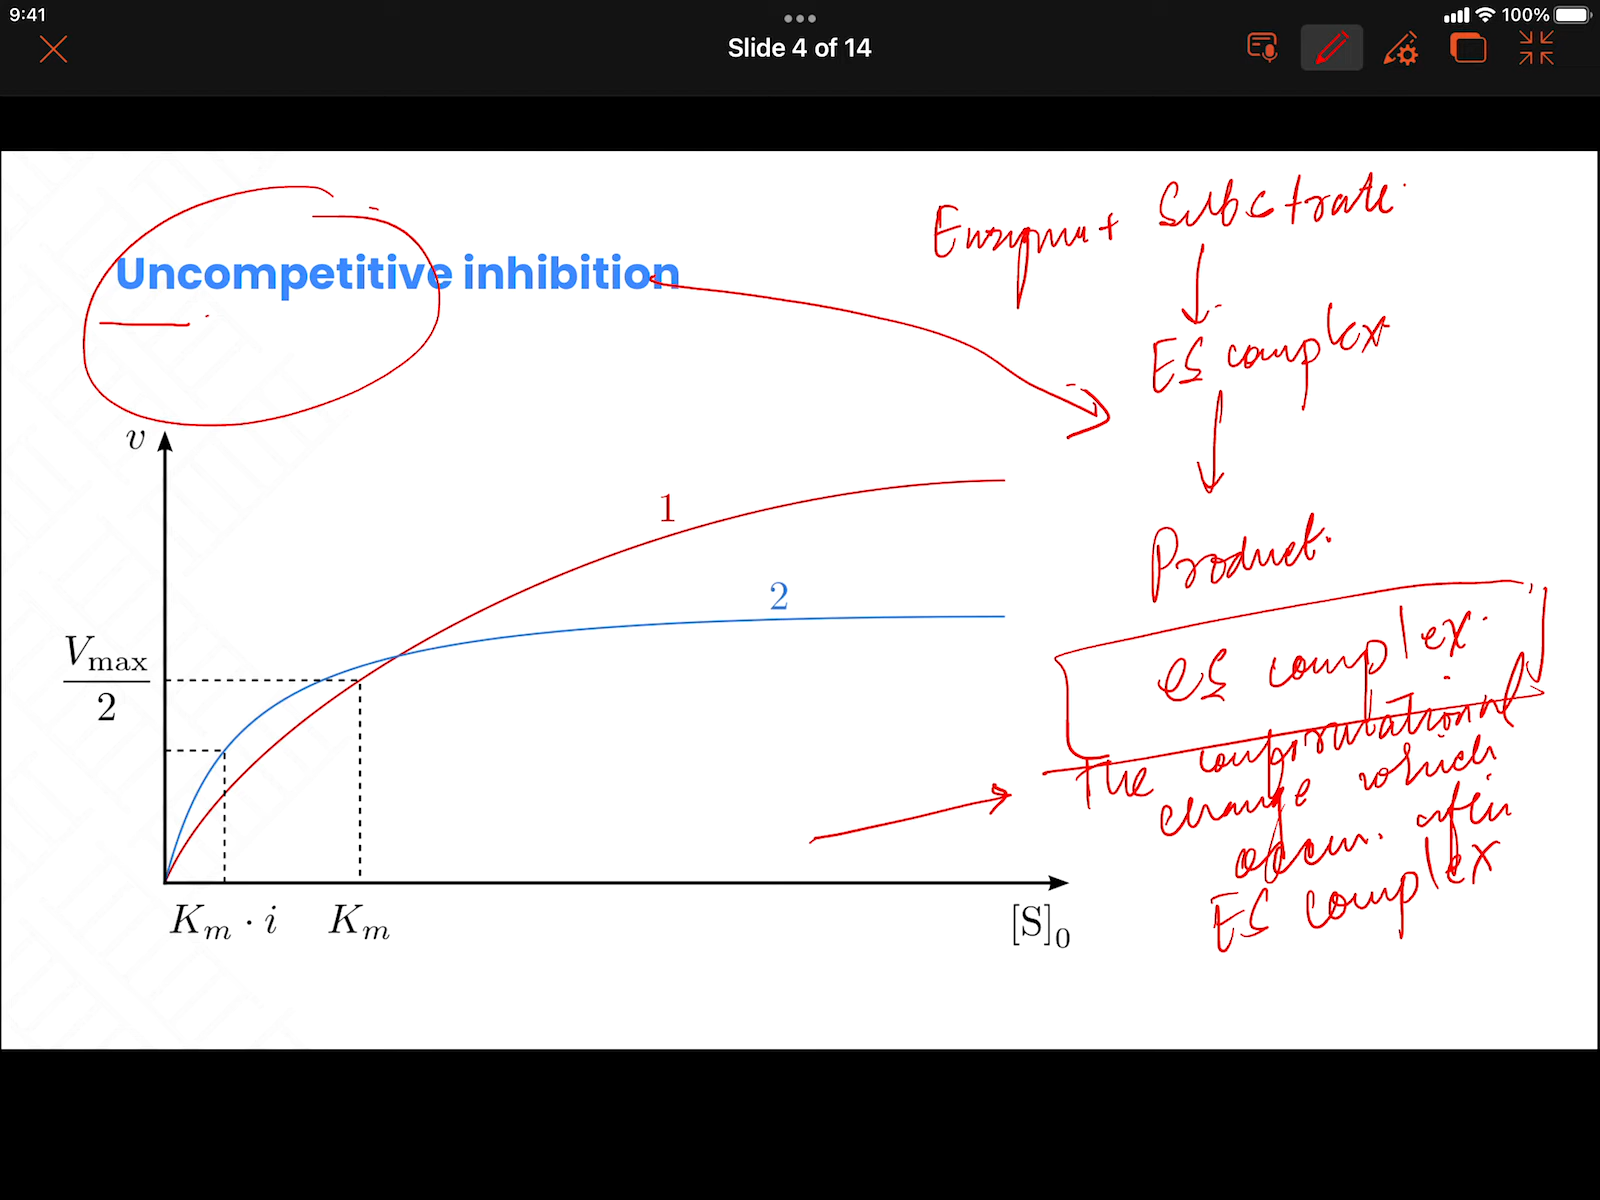 9:41
100%
Slide 4 of 14
Uncompetitive inhibition
Enzyme + Substrate
ES complex
Product.
ES complex.
The conformational
change which
occur. after
ES complex
v
1
2
Vmax
2
Km · i
Km
[S]0